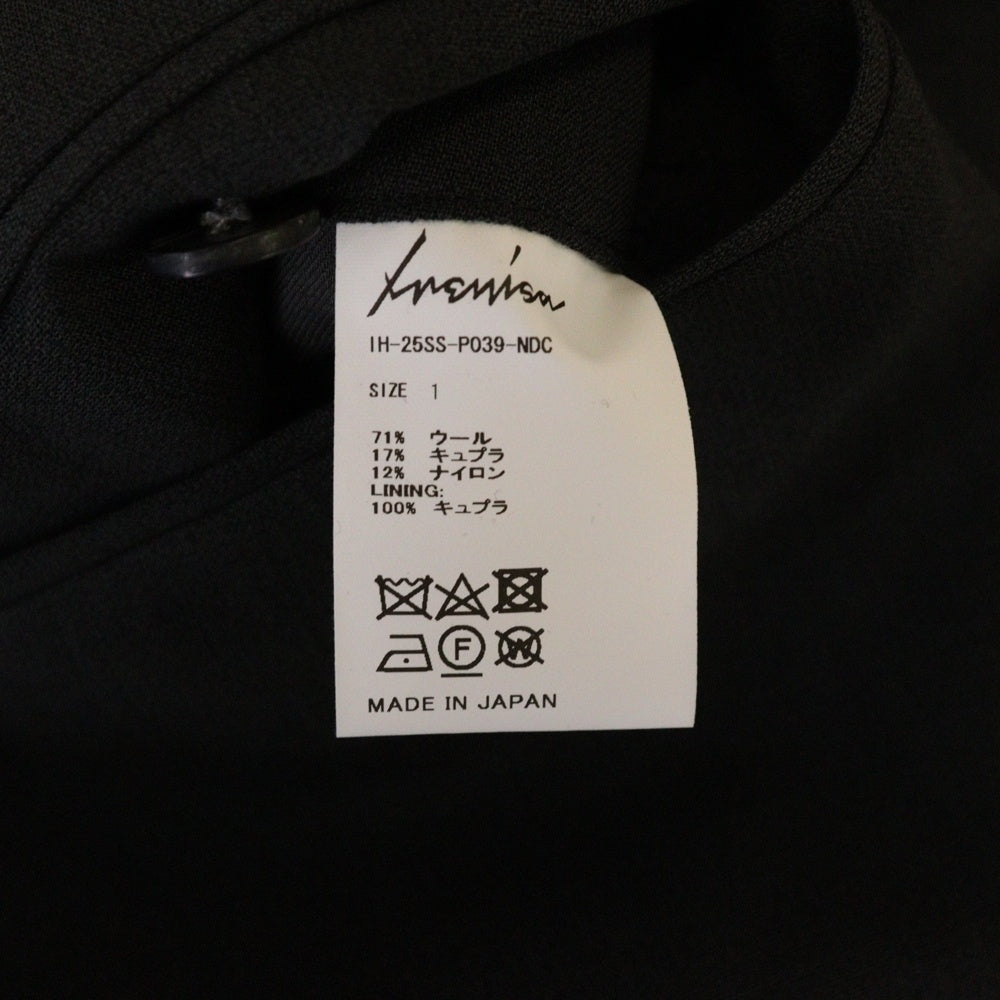 IH-25SS-P039-NDC
SIZE 1
71% ウール
17% キュプラ
12% ナイロン
LINING:
100% キュプラ
F W
MADE IN JAPAN